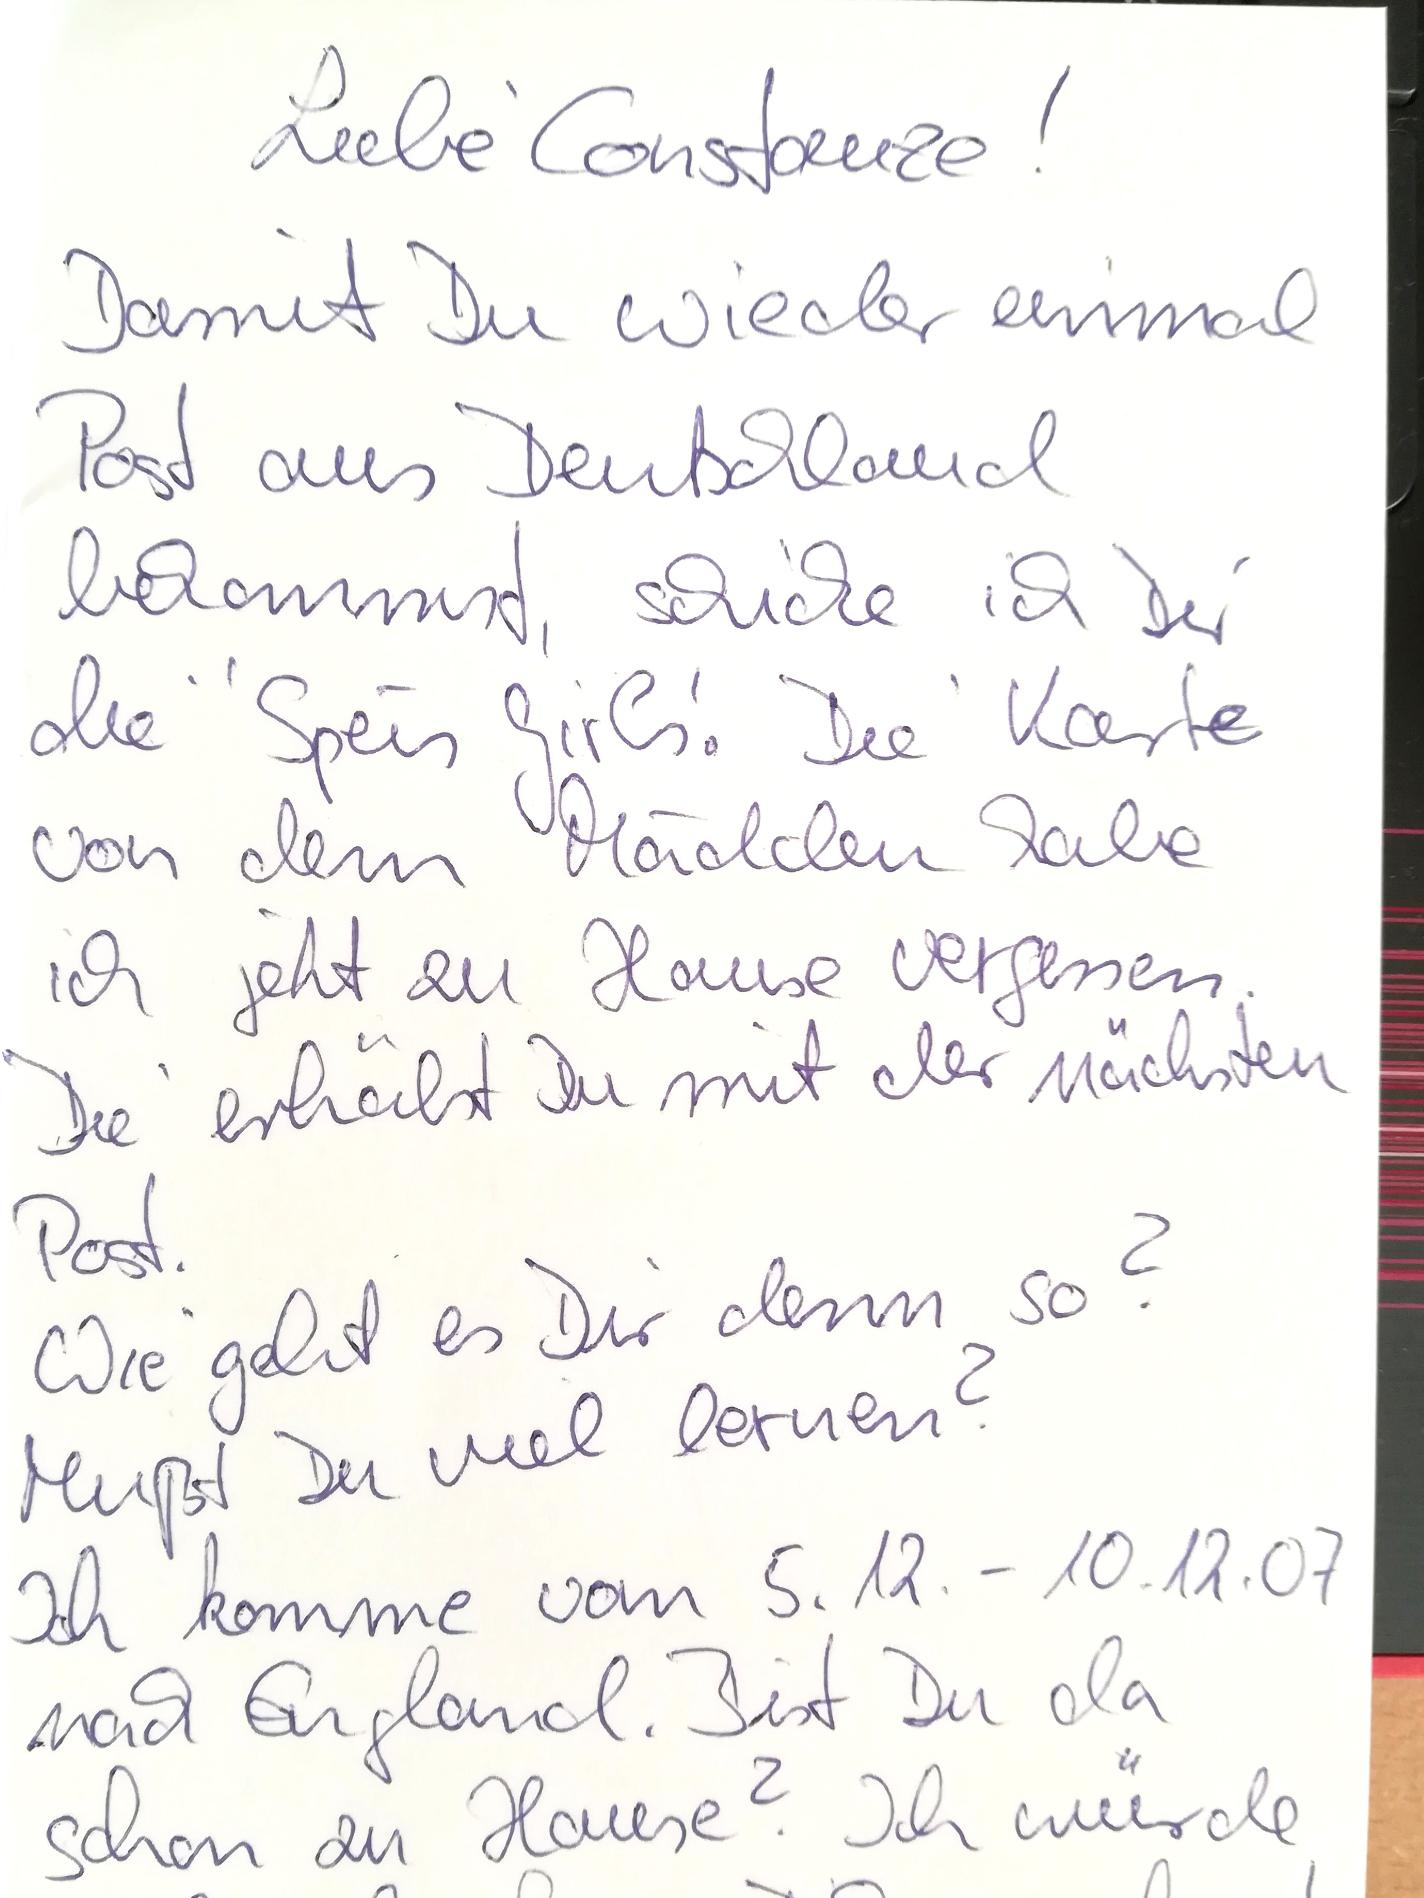 Liebe Constanze!
Damit Du wieder einmal
Post aus Deutschland
bekommst, schicke ich Dir
die "Speis Girls". Die Karte
von dem Mädchen habe
ich jetzt zu Hause vergessen.
Die erhälst Du mit der nächsten
Post.
Wie geht es Dir denn so?
Mußt Du viel lernen?
Ich komme vom 5.12. - 10.12.07
nach England. Bist Du da
schon zu Hause? Ich würde